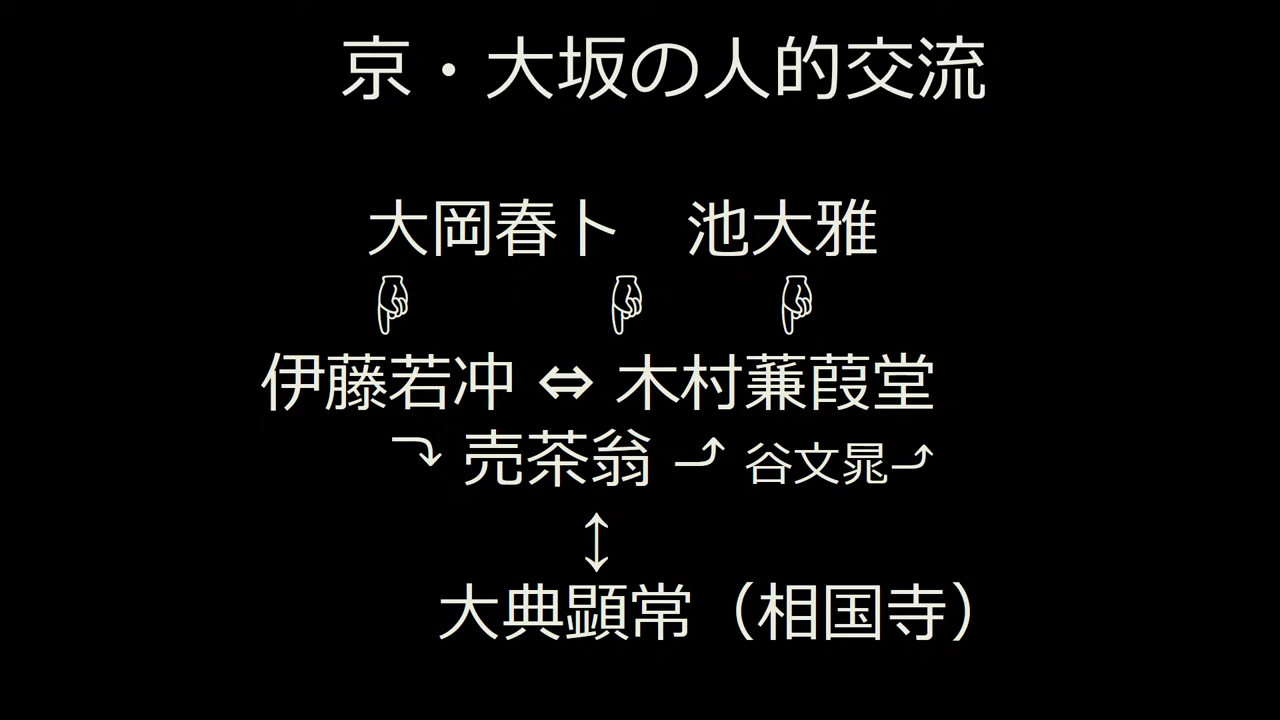 京・大坂の人的交流
大岡春卜　池大雅
☟　☟　☟
伊藤若冲 ⇔ 木村蒹葭堂
⤵ 売茶翁 ⤴ 谷文晁⤴
↕
大典顕常（相国寺）